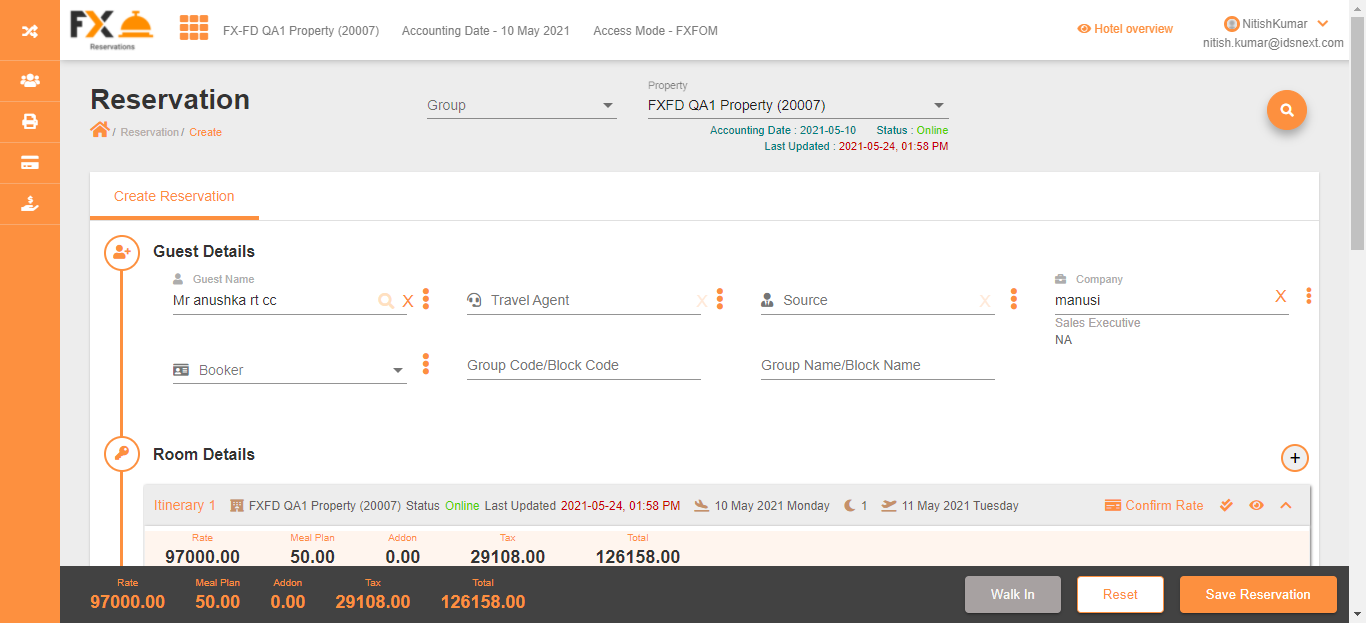 FX
Reservations
FX-FD QA1 Property (20007) Accounting Date - 10 May 2021 Access Mode - FXFOM
Hotel overview
NitishKumar
nitish.kumar@idsnext.com
Reservation
/ Reservation / Create
Group
Property
FXFD QA1 Property (20007)
Accounting Date : 2021-05-10 Status : Online
Last Updated : 2021-05-24, 01:58 PM
Create Reservation
Guest Details
Guest Name
Mr anushka rt cc X
Travel Agent X
Source X
Company
manusi X
Sales Executive
NA
Booker
Group Code/Block Code
Group Name/Block Name
Room Details
+
Itinerary 1 FXFD QA1 Property (20007) Status Online Last Updated 2021-05-24, 01:58 PM 10 May 2021 Monday 1 11 May 2021 Tuesday Confirm Rate
Rate Meal Plan Addon Tax Total
97000.00 50.00 0.00 29108.00 126158.00
Rate Meal Plan Addon Tax Total
97000.00 50.00 0.00 29108.00 126158.00
Walk In Reset Save Reservation